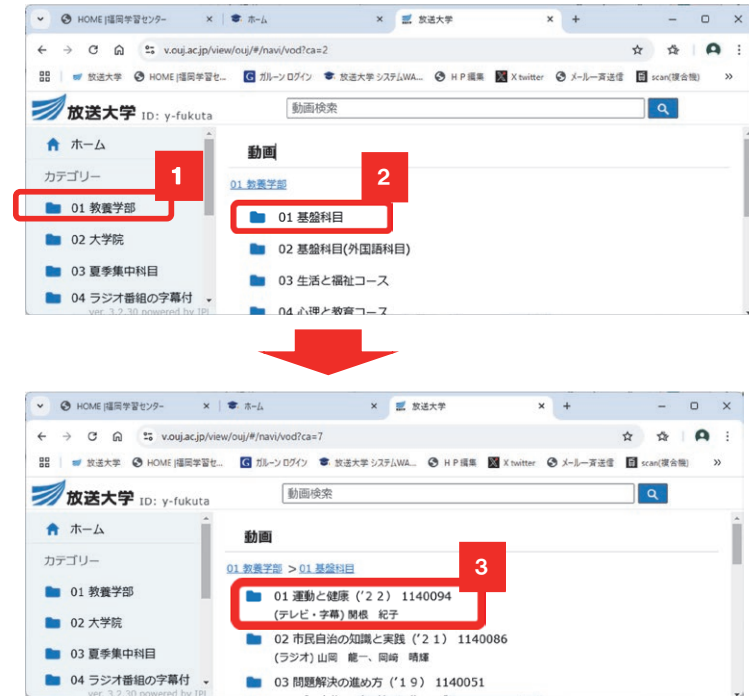 HOME |福岡学習センター
ホーム
放送大学
v.ouj.ac.jp/view/ouj/#/navi/vod?ca=2
放送大学
HOME |福岡学習セ...
ガルーン ログイン
放送大学 システムWA...
H P 編集
X twitter
メール一斉送信
scan(複合機)
放送大学 ID: y-fukuta
動画検索
ホーム
カテゴリー
1
01 教養学部
02 大学院
03 夏季集中科目
04 ラジオ番組の字幕付
ver. 3.2.30 powered by IPL
動画
01 教養学部
2
01 基盤科目
02 基盤科目(外国語科目)
03 生活と福祉コース
04 心理と教育コース
HOME |福岡学習センター
ホーム
放送大学
v.ouj.ac.jp/view/ouj/#/navi/vod?ca=7
放送大学
HOME |福岡学習セ...
ガルーン ログイン
放送大学 システムWA...
H P 編集
X twitter
メール一斉送信
scan(複合機)
放送大学 ID: y-fukuta
動画検索
ホーム
カテゴリー
01 教養学部
02 大学院
03 夏季集中科目
04 ラジオ番組の字幕付
ver. 3.2.30 powered by IPL
動画
01 教養学部 > 01 基盤科目
3
01 運動と健康 ('22) 1140094
(テレビ・字幕) 関根 紀子
02 市民自治の知識と実践 ('21) 1140086
(ラジオ) 山岡 龍一、岡﨑 晴輝
03 問題解決の進め方 ('19) 1140051